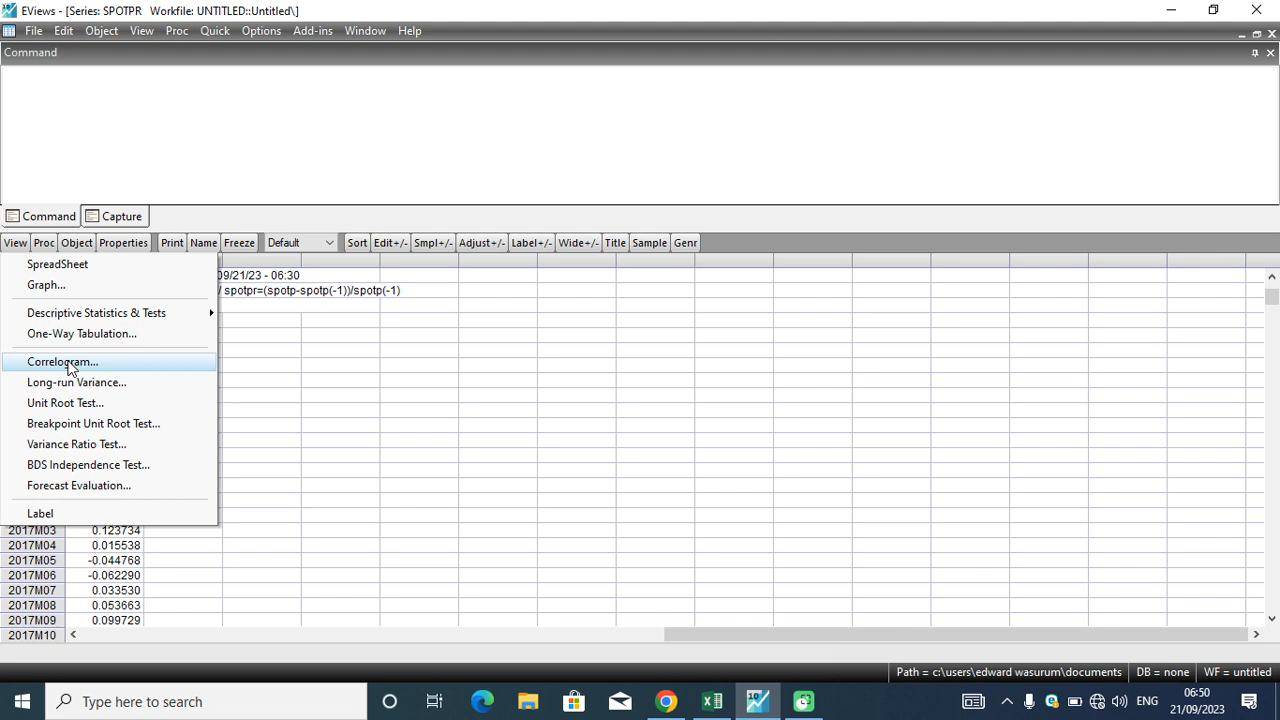 EViews - [Series: SPOTPR   Workfile: UNTITLED::Untitled\]
File Edit Object View Proc Quick Options Add-ins Window Help
Command
Command Capture
View Proc Object Properties Print Name Freeze Default Sort Edit+/- Smpl+/- Adjust+/- Label+/- Wide+/- Title Sample Genr
SpreadSheet
09/21/23 - 06:30
Graph...
/ spotpr=(spotp-spotp(-1))/spotp(-1)
Descriptive Statistics & Tests
One-Way Tabulation...
Correlogram...
Long-run Variance...
Unit Root Test...
Breakpoint Unit Root Test...
Variance Ratio Test...
BDS Independence Test...
Forecast Evaluation...
Label
2017M03 0.123734
2017M04 0.015538
2017M05 -0.044768
2017M06 -0.062290
2017M07 0.033530
2017M08 0.053663
2017M09 0.099729
2017M10
Path = c:\users\edward wasurum\documents DB = none WF = untitled
Type here to search
ENG
06:50
21/09/2023